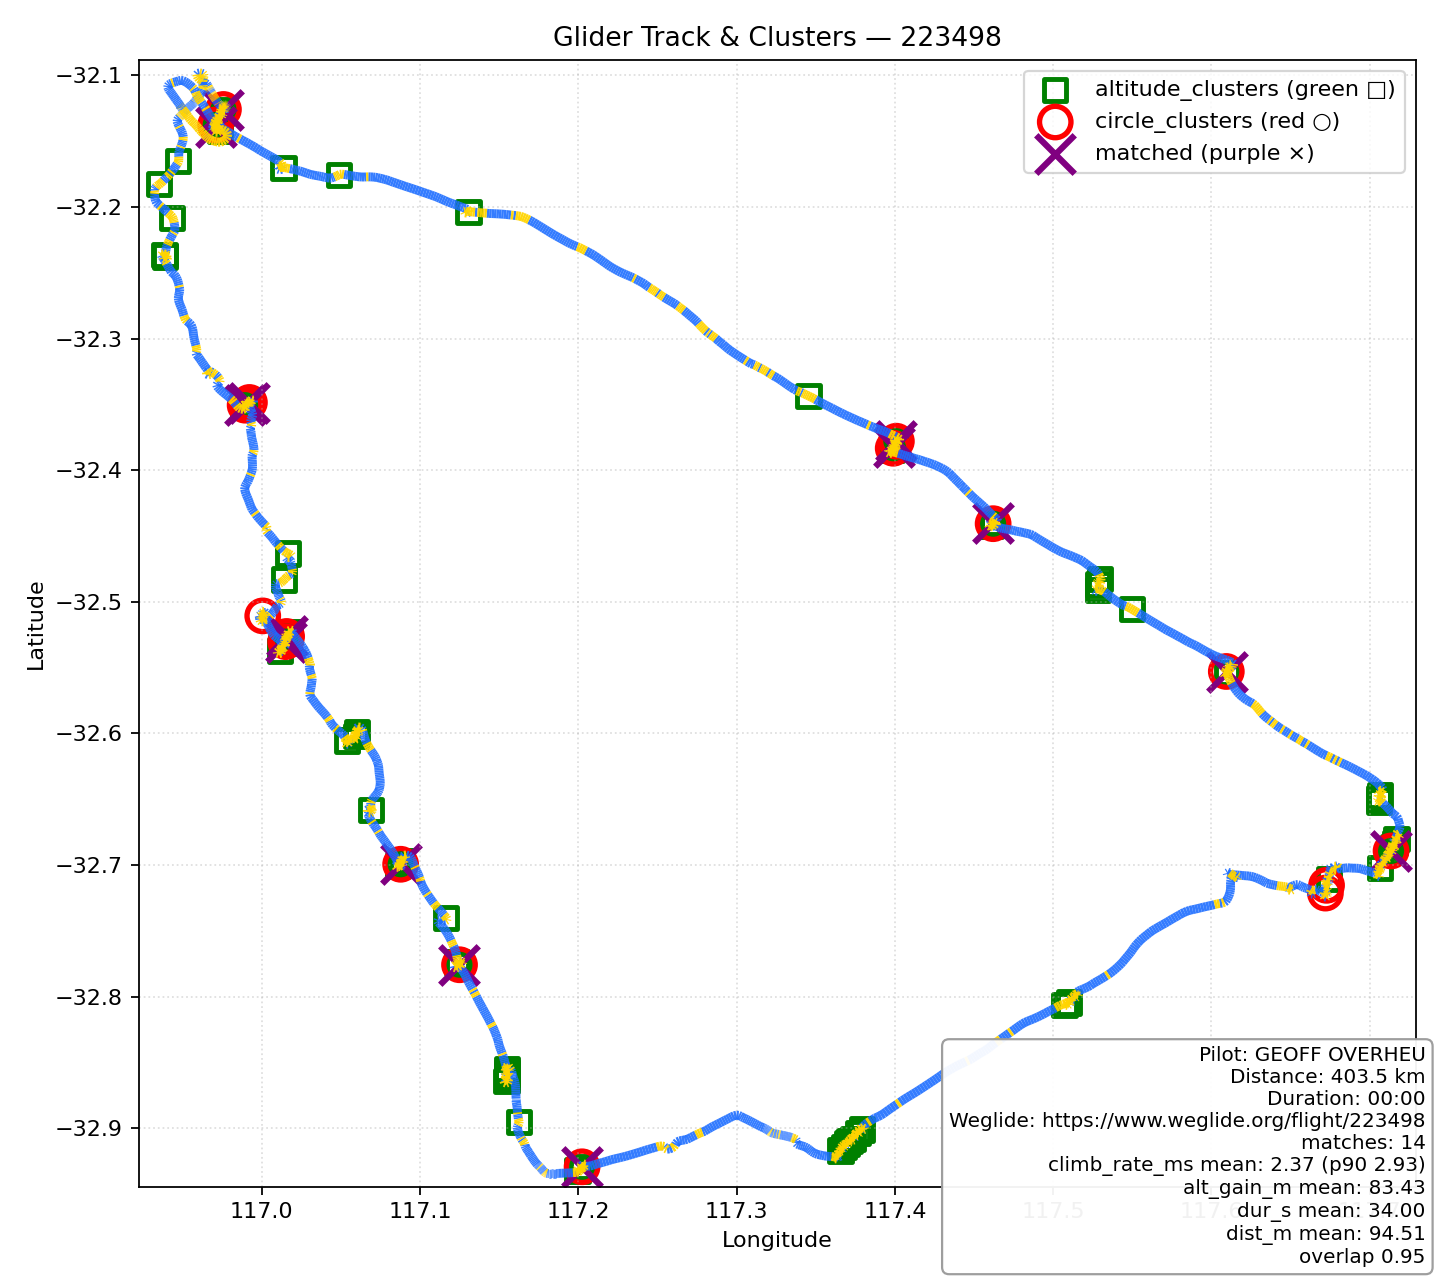 Glider Track & Clusters — 223498
altitude_clusters (green □)
circle_clusters (red ○)
matched (purple ×)
Latitude
−32.1
−32.2
−32.3
−32.4
−32.5
−32.6
−32.7
−32.8
−32.9
Pilot: GEOFF OVERHEU
Distance: 403.5 km
Duration: 00:00
Weglide: https://www.weglide.org/flight/223498
matches: 14
climb_rate_ms mean: 2.37 (p90 2.93)
alt_gain_m mean: 83.43
dur_s mean: 34.00
dist_m mean: 94.51
overlap 0.95
117.0 117.1 117.2 117.3 117.4 117.5 117.6
Longitude